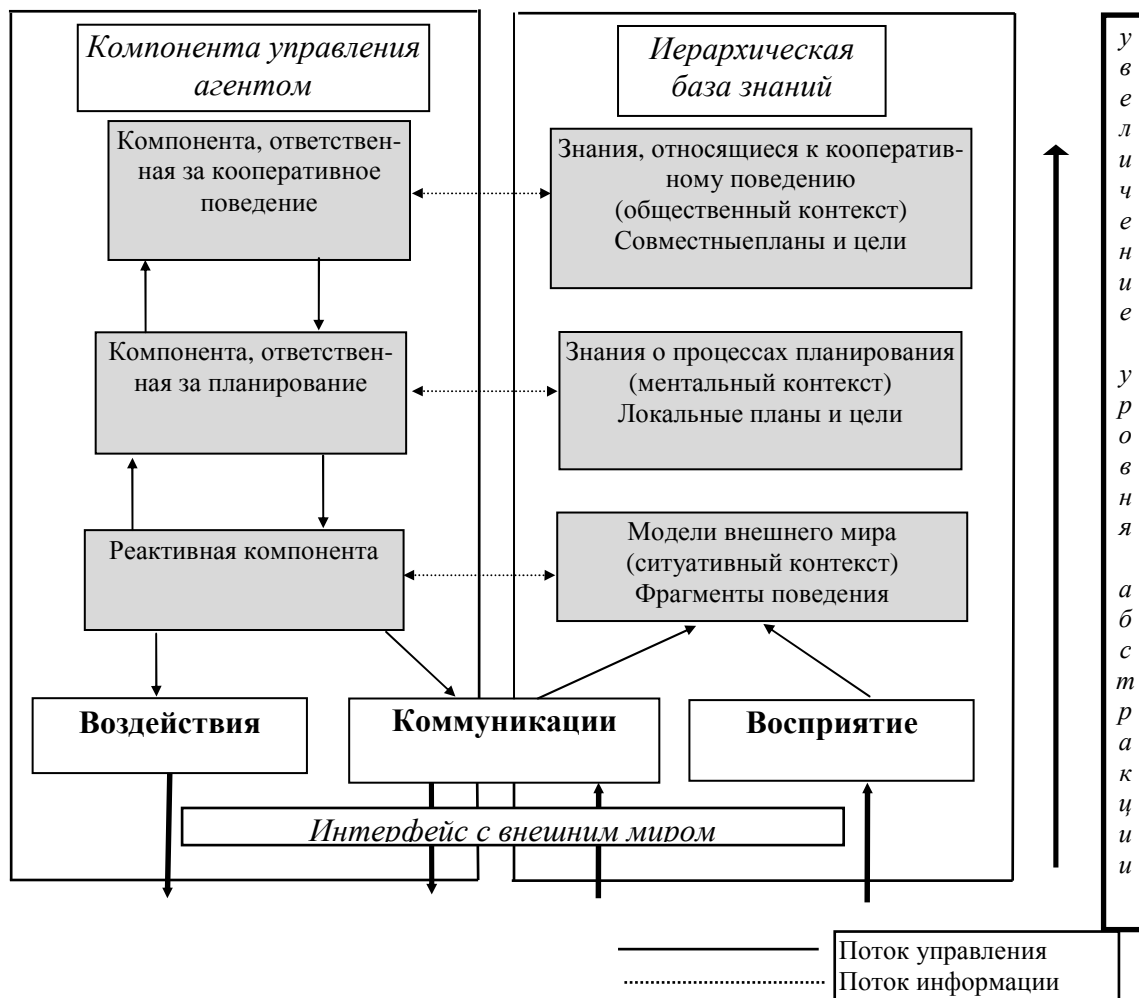 Компонента управления
агентом
Иерархическая
база знаний
Компонента, ответствен-
ная за кооперативное
поведение
Знания, относящиеся к кооператив-
ному поведению
(общественный контекст)
Совместныепланы и цели
Компонента, ответствен-
ная за планирование
Знания о процессах планирования
(ментальный контекст)
Локальные планы и цели
Реактивная компонента
Модели внешнего мира
(ситуативный контекст)
Фрагменты поведения
Воздействия
Коммуникации
Восприятие
Интерфейс с внешним миром
увеличение уровня абстракции
Поток управления
Поток информации